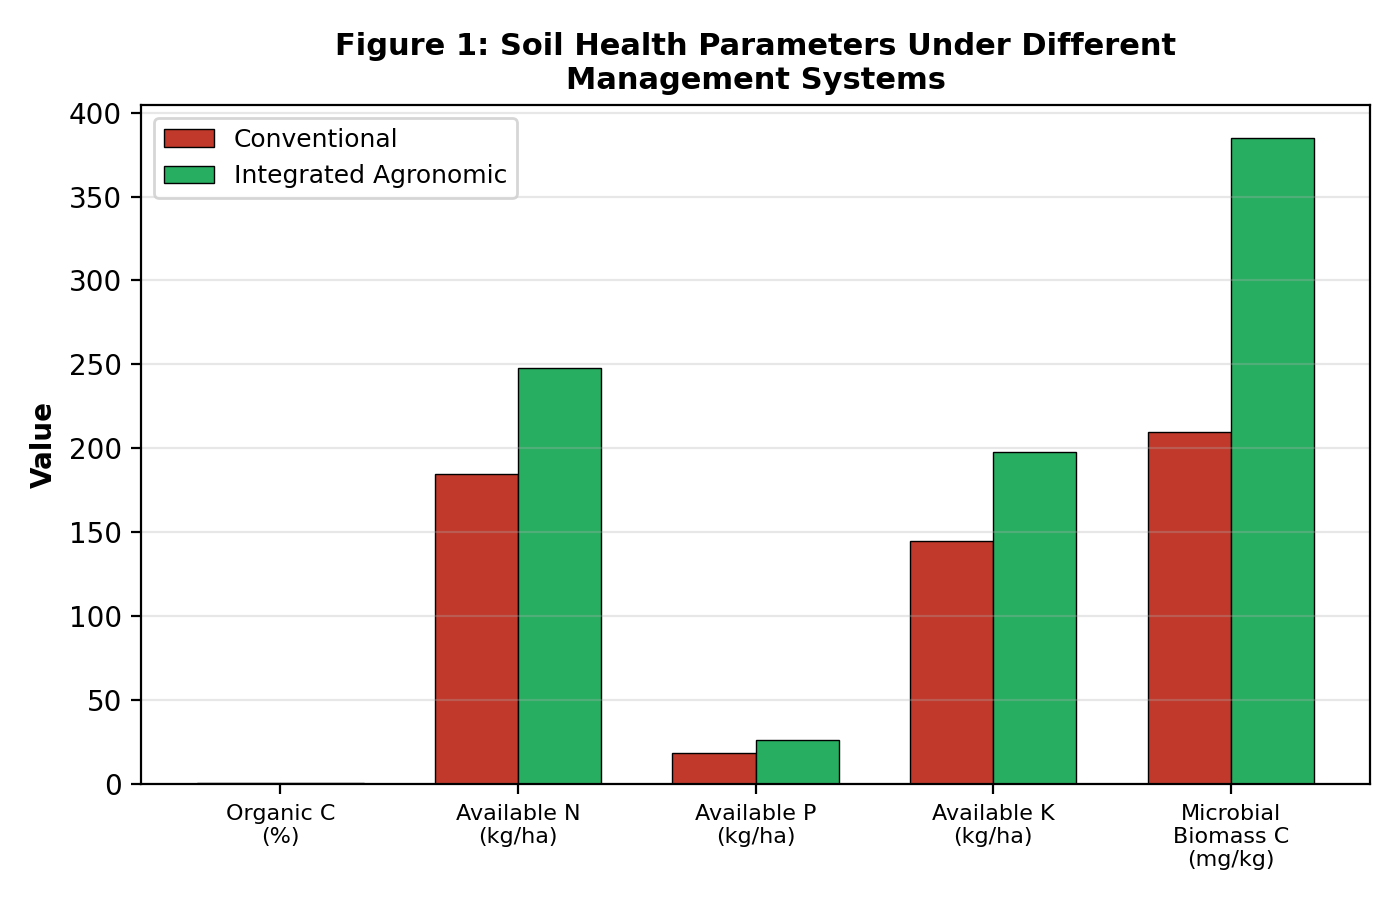 Figure 1: Soil Health Parameters Under Different
Management Systems
Conventional
Integrated Agronomic
Value
400
350
300
250
200
150
100
50
0
Organic C
(%)
Available N
(kg/ha)
Available P
(kg/ha)
Available K
(kg/ha)
Microbial
Biomass C
(mg/kg)